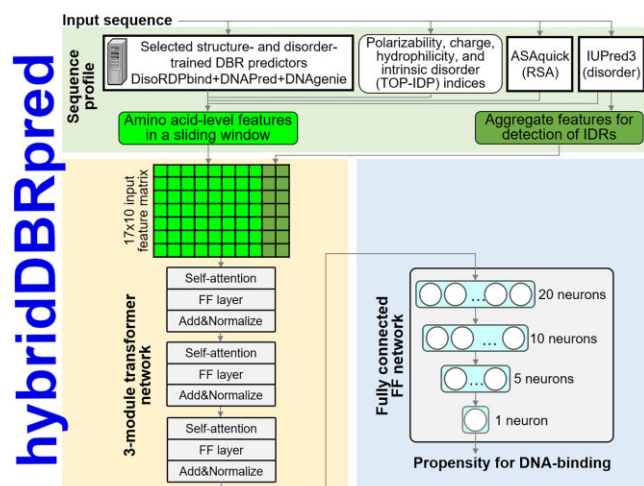 hybridDBRpred
Input sequence
Sequence
profile
Selected structure- and disorder-
trained DBR predictors
DisoRDPbind+DNAPred+DNAgenie
Polarizability, charge,
hydrophilicity, and
intrinsic disorder
(TOP-IDP) indices
ASAquick
(RSA)
IUPred3
(disorder)
Amino acid-level features
in a sliding window
Aggregate features for
detection of IDRs
17x10 input
feature matrix
3-module transformer
network
Self-attention
FF layer
Add&Normalize
Self-attention
FF layer
Add&Normalize
Self-attention
FF layer
Add&Normalize
Fully connected
FF network
... 20 neurons
... 10 neurons
... 5 neurons
1 neuron
Propensity for DNA-binding